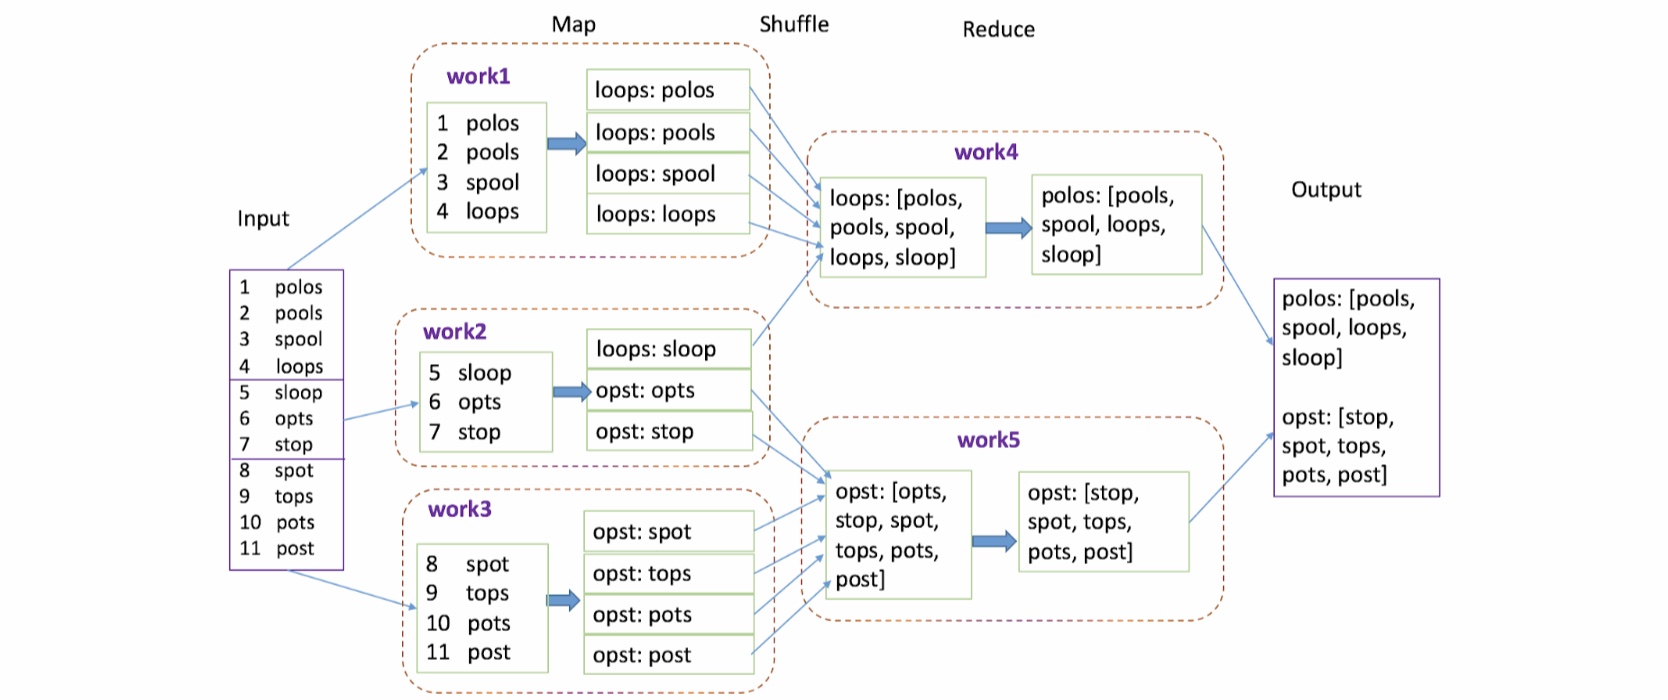 Map
Shuffle
Reduce
Input
1 polos
2 pools
3 spool
4 loops
5 sloop
6 opts
7 stop
8 spot
9 tops
10 pots
11 post
work1
1 polos
2 pools
3 spool
4 loops
loops: polos
loops: pools
loops: spool
loops: loops
work2
5 sloop
6 opts
7 stop
loops: sloop
opst: opts
opst: stop
work3
8 spot
9 tops
10 pots
11 post
opst: spot
opst: tops
opst: pots
opst: post
work4
loops: [polos,
pools, spool,
loops, sloop]
polos: [pools,
spool, loops,
sloop]
work5
opst: [opts,
stop, spot,
tops, pots,
post]
opst: [stop,
spot, tops,
pots, post]
Output
polos: [pools,
spool, loops,
sloop]
opst: [stop,
spot, tops,
pots, post]